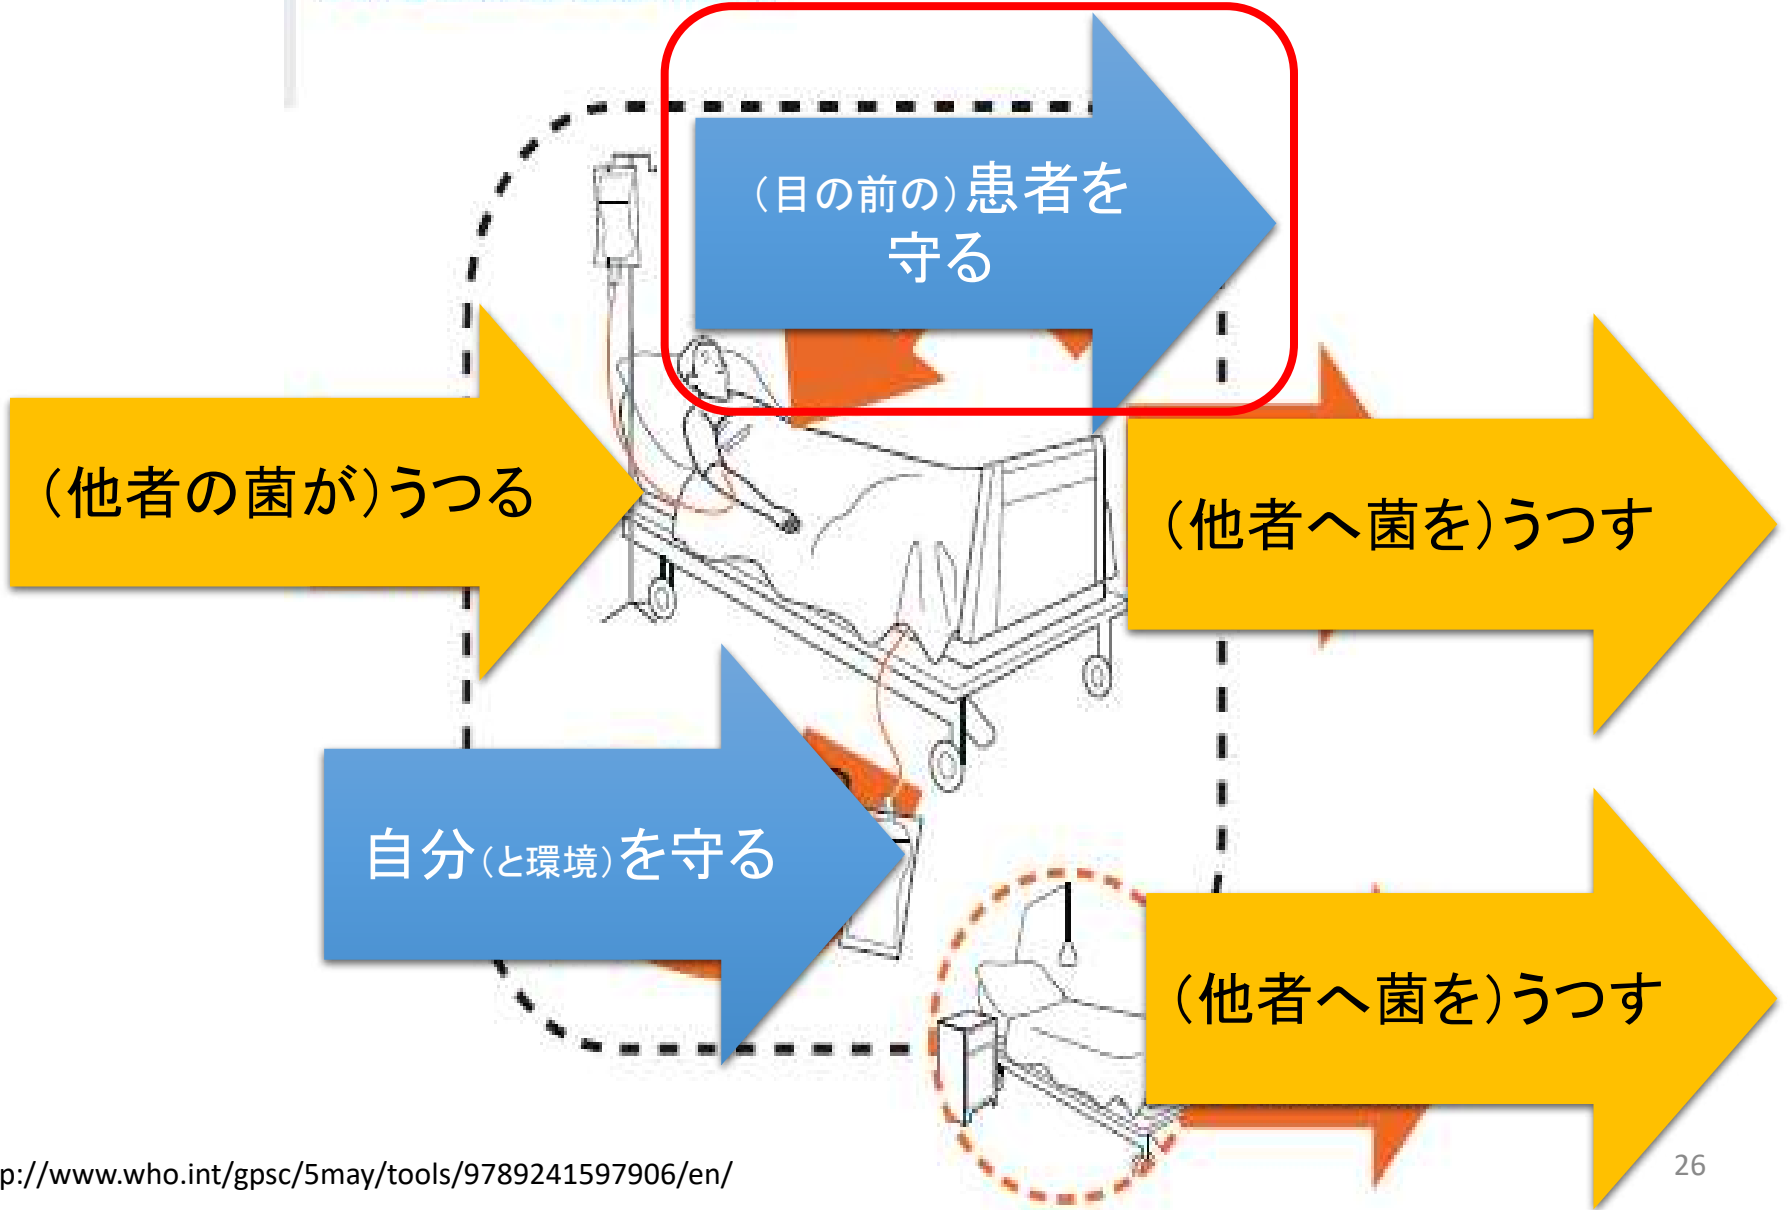 （目の前の）患者を
守る
（他者の菌が）うつる
（他者へ菌を）うつす
自分（と環境）を守る
（他者へ菌を）うつす
p://www.who.int/gpsc/5may/tools/9789241597906/en/
26